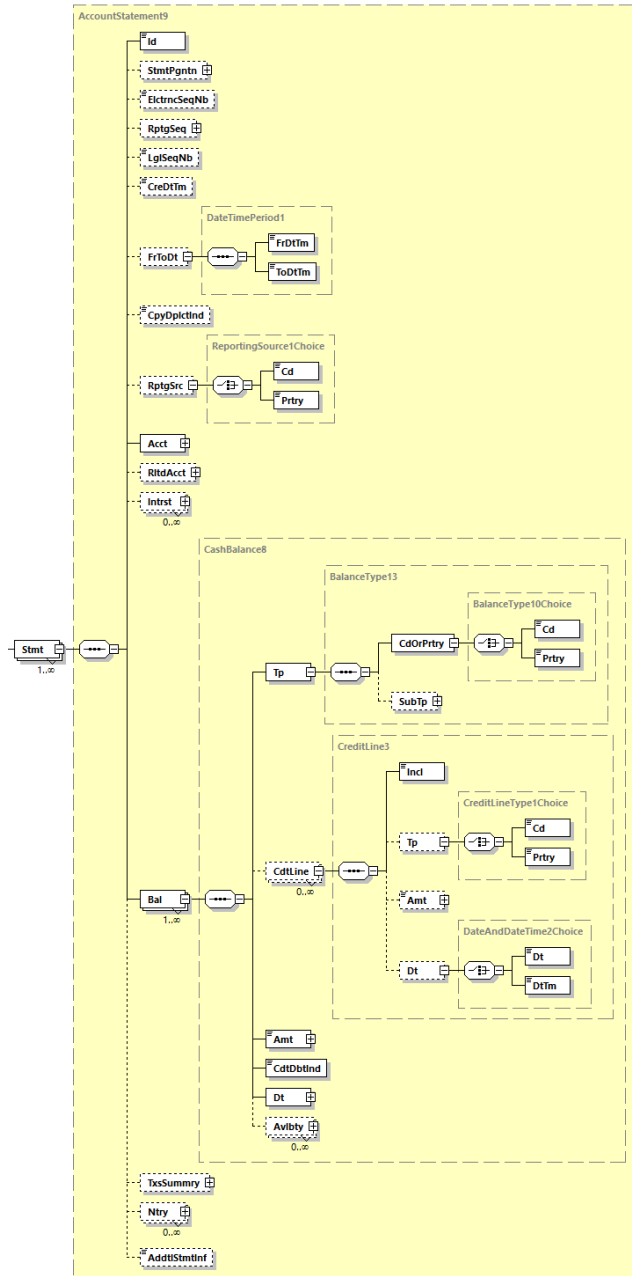 AccountStatement9
Id
StmtPgntn
ElctrncSeqNb
RptgSeq
LglSeqNb
CreDtTm
DateTimePeriod1
FrDtTm
FrToDt
ToDtTm
CpyDplctInd
ReportingSource1Choice
Cd
RptgSrc
Prtry
Acct
RltdAcct
Intrst
0..∞
CashBalance8
BalanceType13
BalanceType10Choice
Cd
CdOrPrtry
Stmt
1..∞
Prtry
Tp
SubTp
CreditLine3
Incl
CreditLineType1Choice
Cd
Tp
Prtry
CdtLine
0..∞
Bal
1..∞
Amt
DateAndDateTime2Choice
Dt
Dt
DtTm
Amt
CdtDbtInd
Dt
Avlbty
0..∞
TxsSummry
Ntry
0..∞
AddtlStmtInf